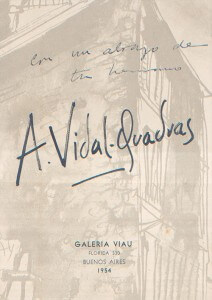 con un abrazo de
tu hermano
A. Vidal-Quadras
GALERIA VIAU
FLORIDA 530
BUENOS AIRES
1954